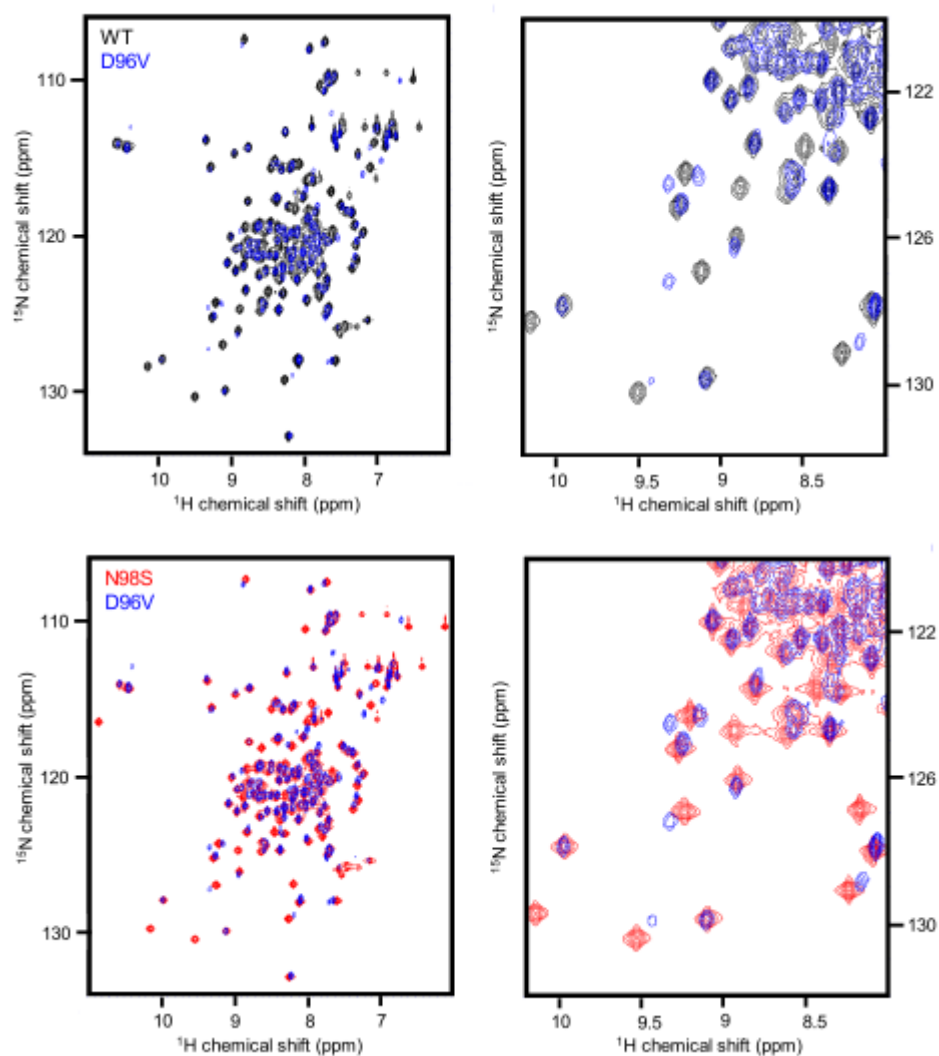 WT
D96V
110
120
130
¹⁵N chemical shift (ppm)
10
9
8
7
¹H chemical shift (ppm)
122
126
130
¹⁵N chemical shift (ppm)
10
9.5
9
8.5
¹H chemical shift (ppm)
N98S
D96V
110
120
130
¹⁵N chemical shift (ppm)
10
9
8
7
¹H chemical shift (ppm)
122
126
130
¹⁵N chemical shift (ppm)
10
9.5
9
8.5
¹H chemical shift (ppm)